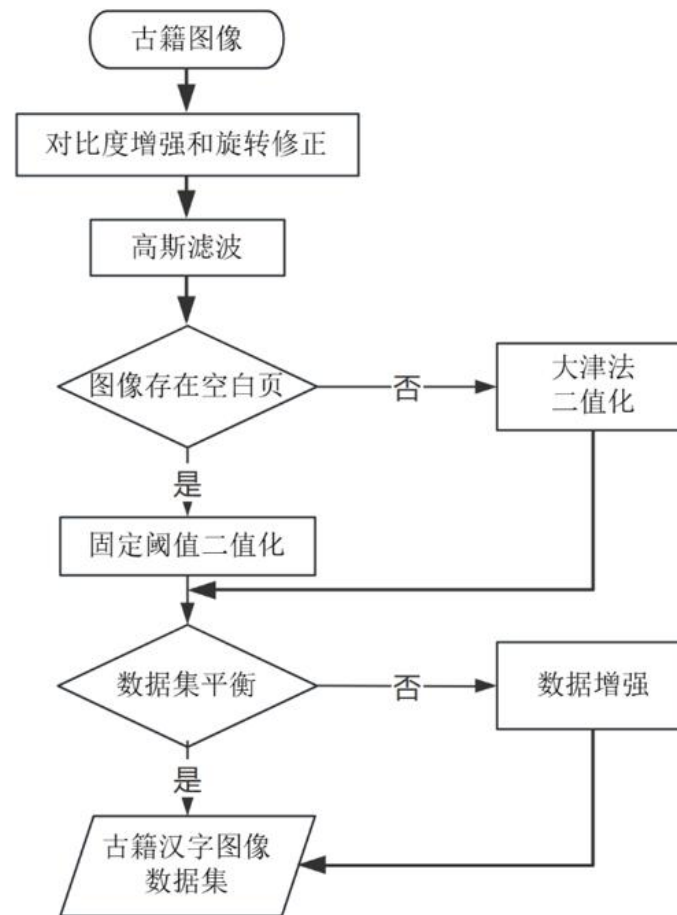 古籍图像
对比度增强和旋转修正
高斯滤波
图像存在空白页
否
大津法
二值化
是
固定阈值二值化
数据集平衡
否
数据增强
是
古籍汉字图像
数据集